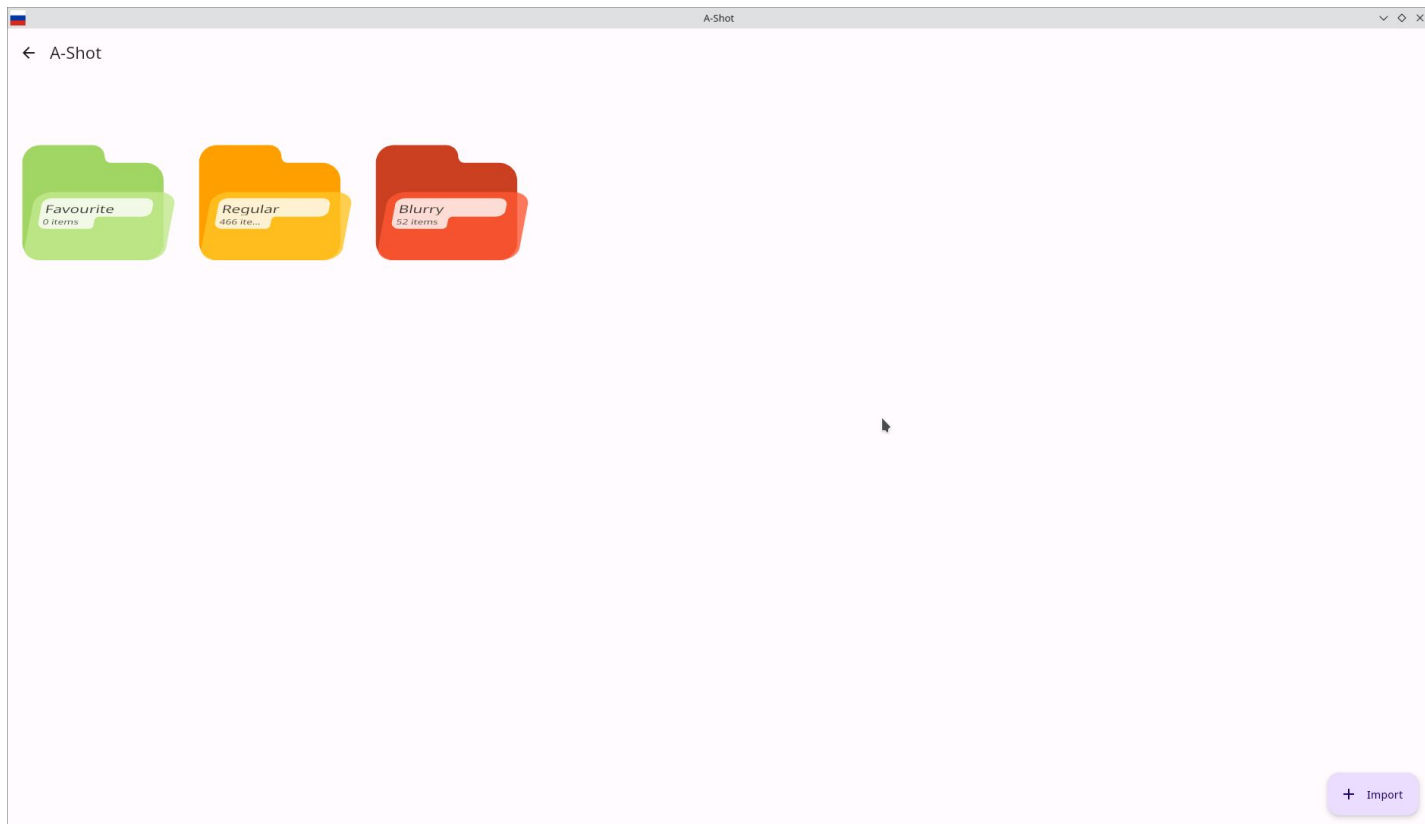 A-Shot
A-Shot
Favourite
0 items
Regular
466 ite...
Blurry
52 items
Import